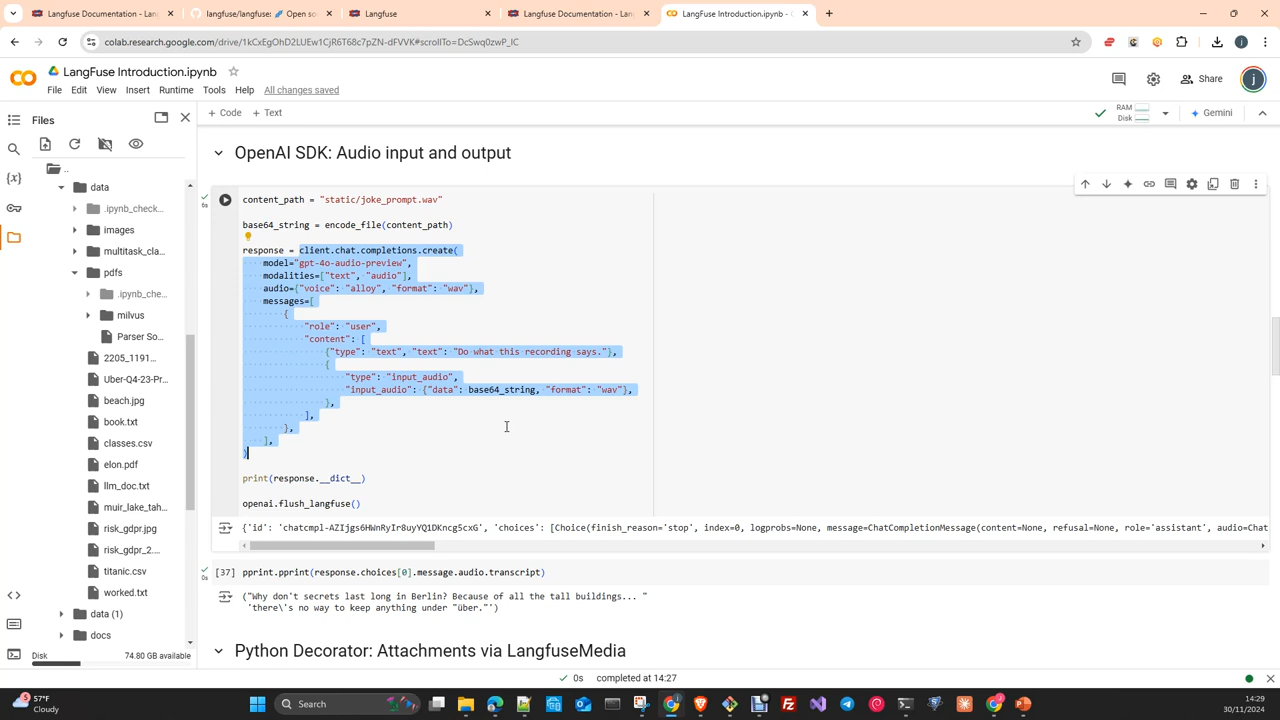 Langfuse Documentation - Lang
langfuse/langfuse: 🪢 Open so
Langfuse
Langfuse Documentation - Lang
LangFuse Introduction.ipynb -
colab.research.google.com/drive/1kCxEgOhD2LUEw1CjR6T68c7pZN-dFVVK#scrollTo=DcSwq0zwP_lC
LangFuse Introduction.ipynb
File Edit View Insert Runtime Tools Help All changes saved
Share
j
Files
+ Code + Text
RAM
Disk
Gemini
..
data
.ipynb_check...
images
multitask_cla...
pdfs
.ipynb_che...
milvus
Parser So...
2205_1191...
Uber-Q4-23-Pr...
beach.jpg
book.txt
classes.csv
elon.pdf
llm_doc.txt
muir_lake_tah...
risk_gdpr.jpg
risk_gdpr_2....
titanic.csv
worked.txt
data (1)
docs
Disk 74.80 GB available
OpenAI SDK: Audio input and output
6s
content_path = "static/joke_prompt.wav"
base64_string = encode_file(content_path)
response = client.chat.completions.create(
model="gpt-4o-audio-preview",
modalities=["text", "audio"],
audio={"voice": "alloy", "format": "wav"},
messages=[
{
"role": "user",
"content": [
{"type": "text", "text": "Do what this recording says."},
{
"type": "input_audio",
"input_audio": {"data": base64_string, "format": "wav"},
},
],
},
],
)
print(response.__dict__)
openai.flush_langfuse()
{'id': 'chatcmpl-AZIjgs6HWnRyIr8uyYQ1DKncg5cxG', 'choices': [Choice(finish_reason='stop', index=0, logprobs=None, message=ChatCompletionMessage(content=None, refusal=None, role='assistant', audio=Chat
[37] pprint.pprint(response.choices[0].message.audio.transcript)
0s
("Why don't secrets last long in Berlin? Because of all the tall buildings... "
'there\'s no way to keep anything under "über."')
Python Decorator: Attachments via LangfuseMedia
0s completed at 14:27
5
57°F
Cloudy
Search
14:29
30/11/2024